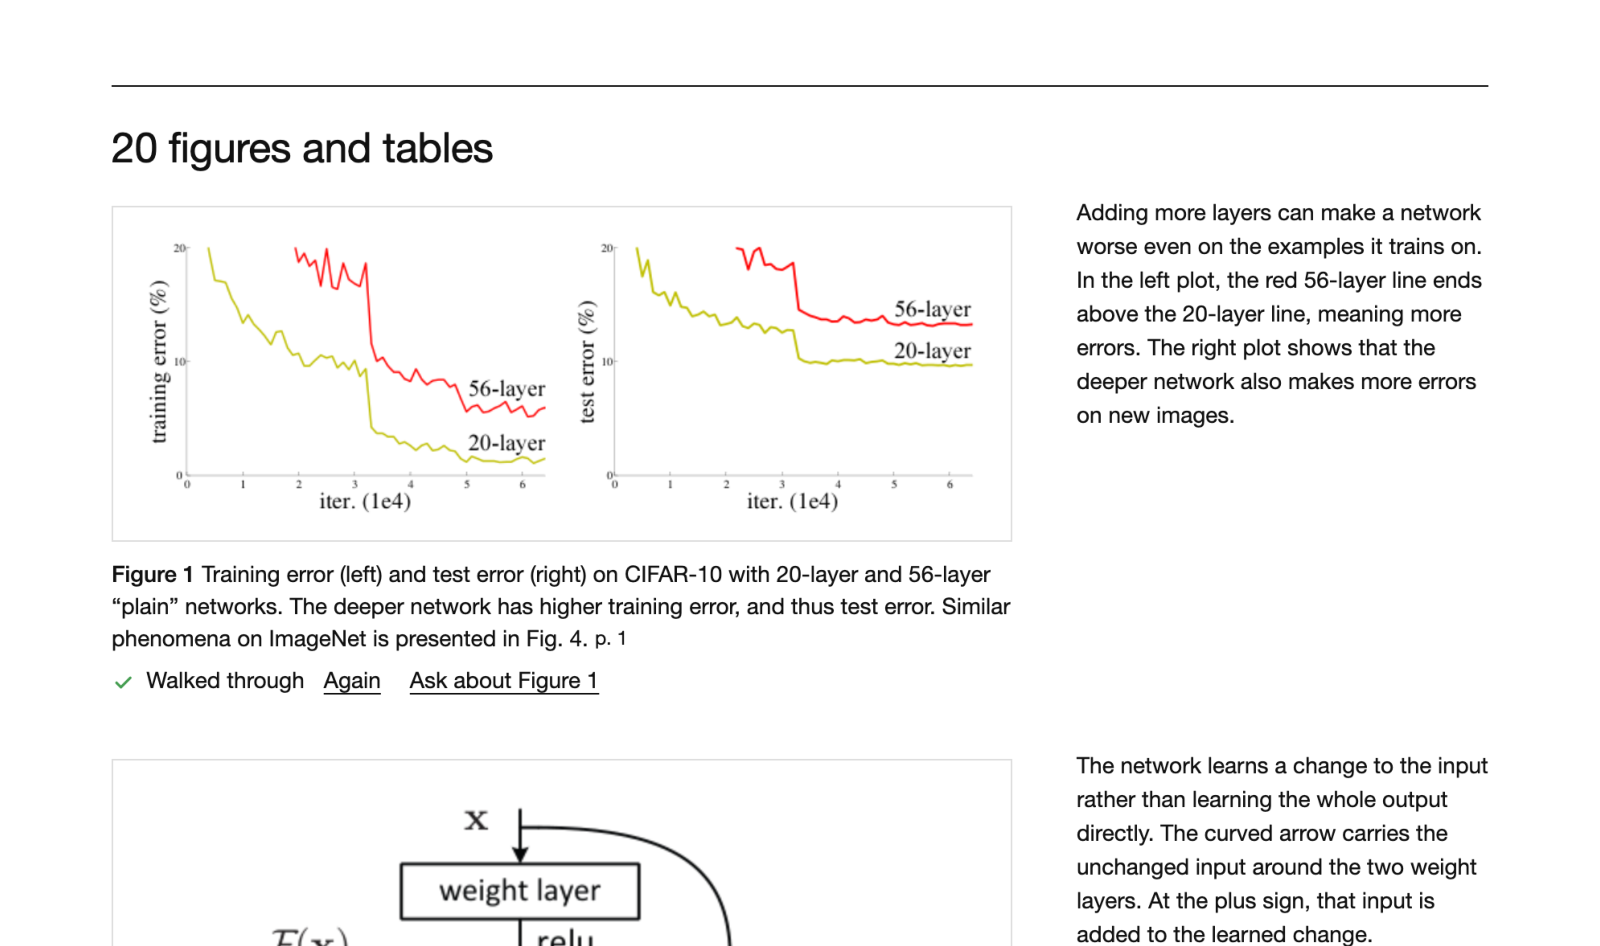 20 figures and tables
20
10
0
training error (%)
56-layer
20-layer
0 1 2 3 4 5 6
iter. (1e4)
20
10
0
test error (%)
56-layer
20-layer
0 1 2 3 4 5 6
iter. (1e4)
Adding more layers can make a network
worse even on the examples it trains on.
In the left plot, the red 56-layer line ends
above the 20-layer line, meaning more
errors. The right plot shows that the
deeper network also makes more errors
on new images.
Figure 1 Training error (left) and test error (right) on CIFAR-10 with 20-layer and 56-layer
“plain” networks. The deeper network has higher training error, and thus test error. Similar
phenomena on ImageNet is presented in Fig. 4. p. 1
Walked through Again Ask about Figure 1
x
weight layer
F(x) relu
The network learns a change to the input
rather than learning the whole output
directly. The curved arrow carries the
unchanged input around the two weight
layers. At the plus sign, that input is
added to the learned change.